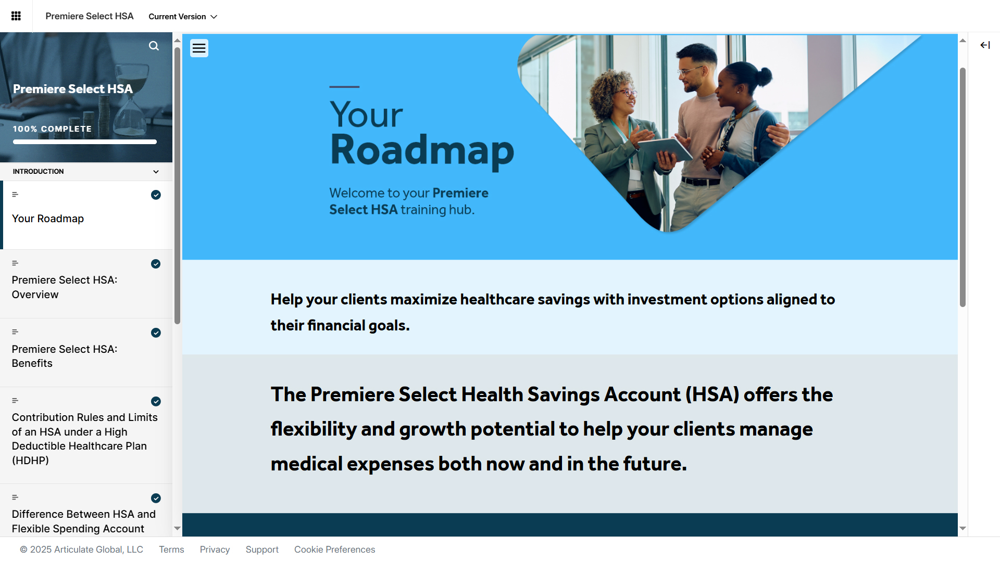 Premiere Select HSA
Current Version
Premiere Select HSA
100% COMPLETE
INTRODUCTION
Your Roadmap
Premiere Select HSA:
Overview
Premiere Select HSA:
Benefits
Contribution Rules and Limits
of an HSA under a High
Deductible Healthcare Plan
(HDHP)
Difference Between HSA and
Flexible Spending Account
Your
Roadmap
Welcome to your Premiere
Select HSA training hub.
Help your clients maximize healthcare savings with investment options aligned to
their financial goals.
The Premiere Select Health Savings Account (HSA) offers the
flexibility and growth potential to help your clients manage
medical expenses both now and in the future.
© 2025 Articulate Global, LLC
Terms
Privacy
Support
Cookie Preferences